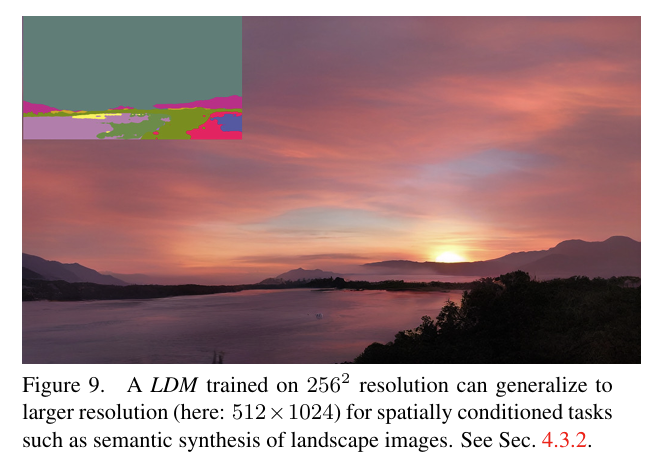 Figure 9. A LDM trained on 256² resolution can generalize to
larger resolution (here: 512×1024) for spatially conditioned tasks
such as semantic synthesis of landscape images. See Sec. 4.3.2.